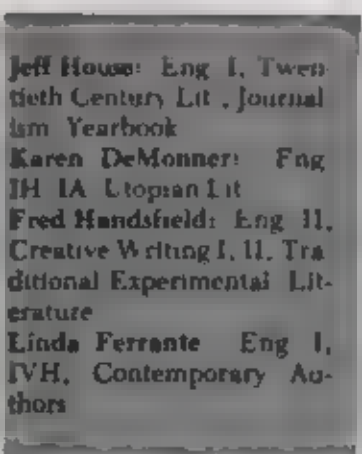 Jeff House: Eng I, Twen-
tieth Century Lit , Journal
ism Yearbook
Karen DeMonner: Eng
IH IA Utopian Lit
Fred Handsfield: Eng II,
Creative Writing I, II, Tra
ditional Experimental Lit-
erature
Linda Ferrante Eng I,
IVH, Contemporary Au-
thors